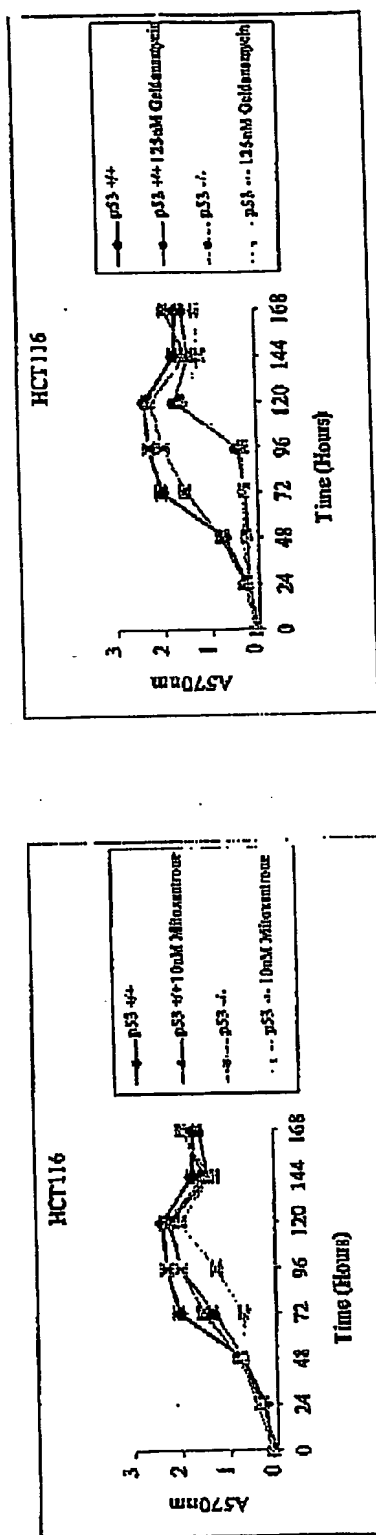 HCT116
A570nm
3
2
1
0
0 24 48 72 96 120 144 168
Time (Hours)
p53 +/+
p53 +/+ 10nM Mitoxantrone
p53 -/-
p53 -/- 10nM Mitoxantrone
HCT116
A570nm
3
2
1
0
0 24 48 72 96 120 144 168
Time (Hours)
p53 +/+
p53 +/+ 125nM Geldanamycin
p53 -/-
p53 -/- 125nM Geldanamycin